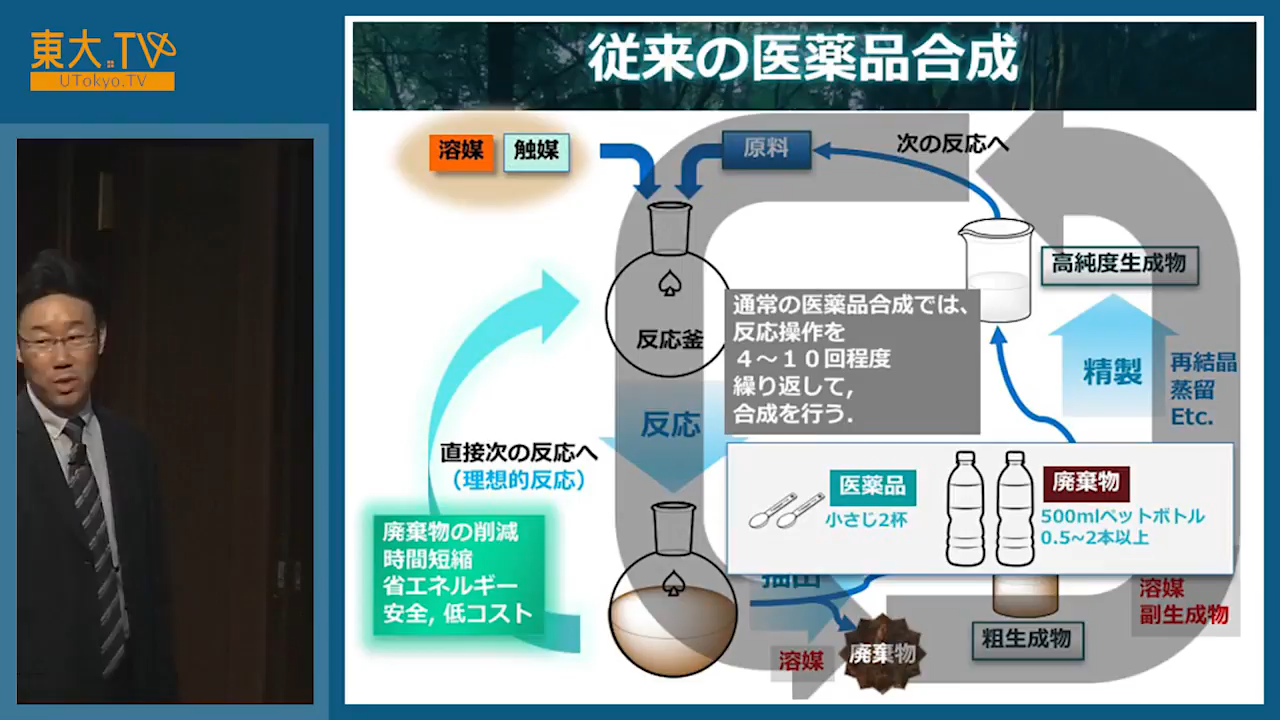 東大.TV
UTokyo.TV
従来の医薬品合成
溶媒
触媒
原料
次の反応へ
高純度生成物
反応釜
通常の医薬品合成では、
反応操作を
4～10回程度
繰り返して,
合成を行う.
精製
再結晶
蒸留
Etc.
反応
直接次の反応へ
（理想的反応）
医薬品
小さじ2杯
廃棄物
500mlペットボトル
0.5~2本以上
廃棄物の削減
時間短縮
省エネルギー
安全, 低コスト
抽出
溶媒
副生成物
粗生成物
溶媒
廃棄物